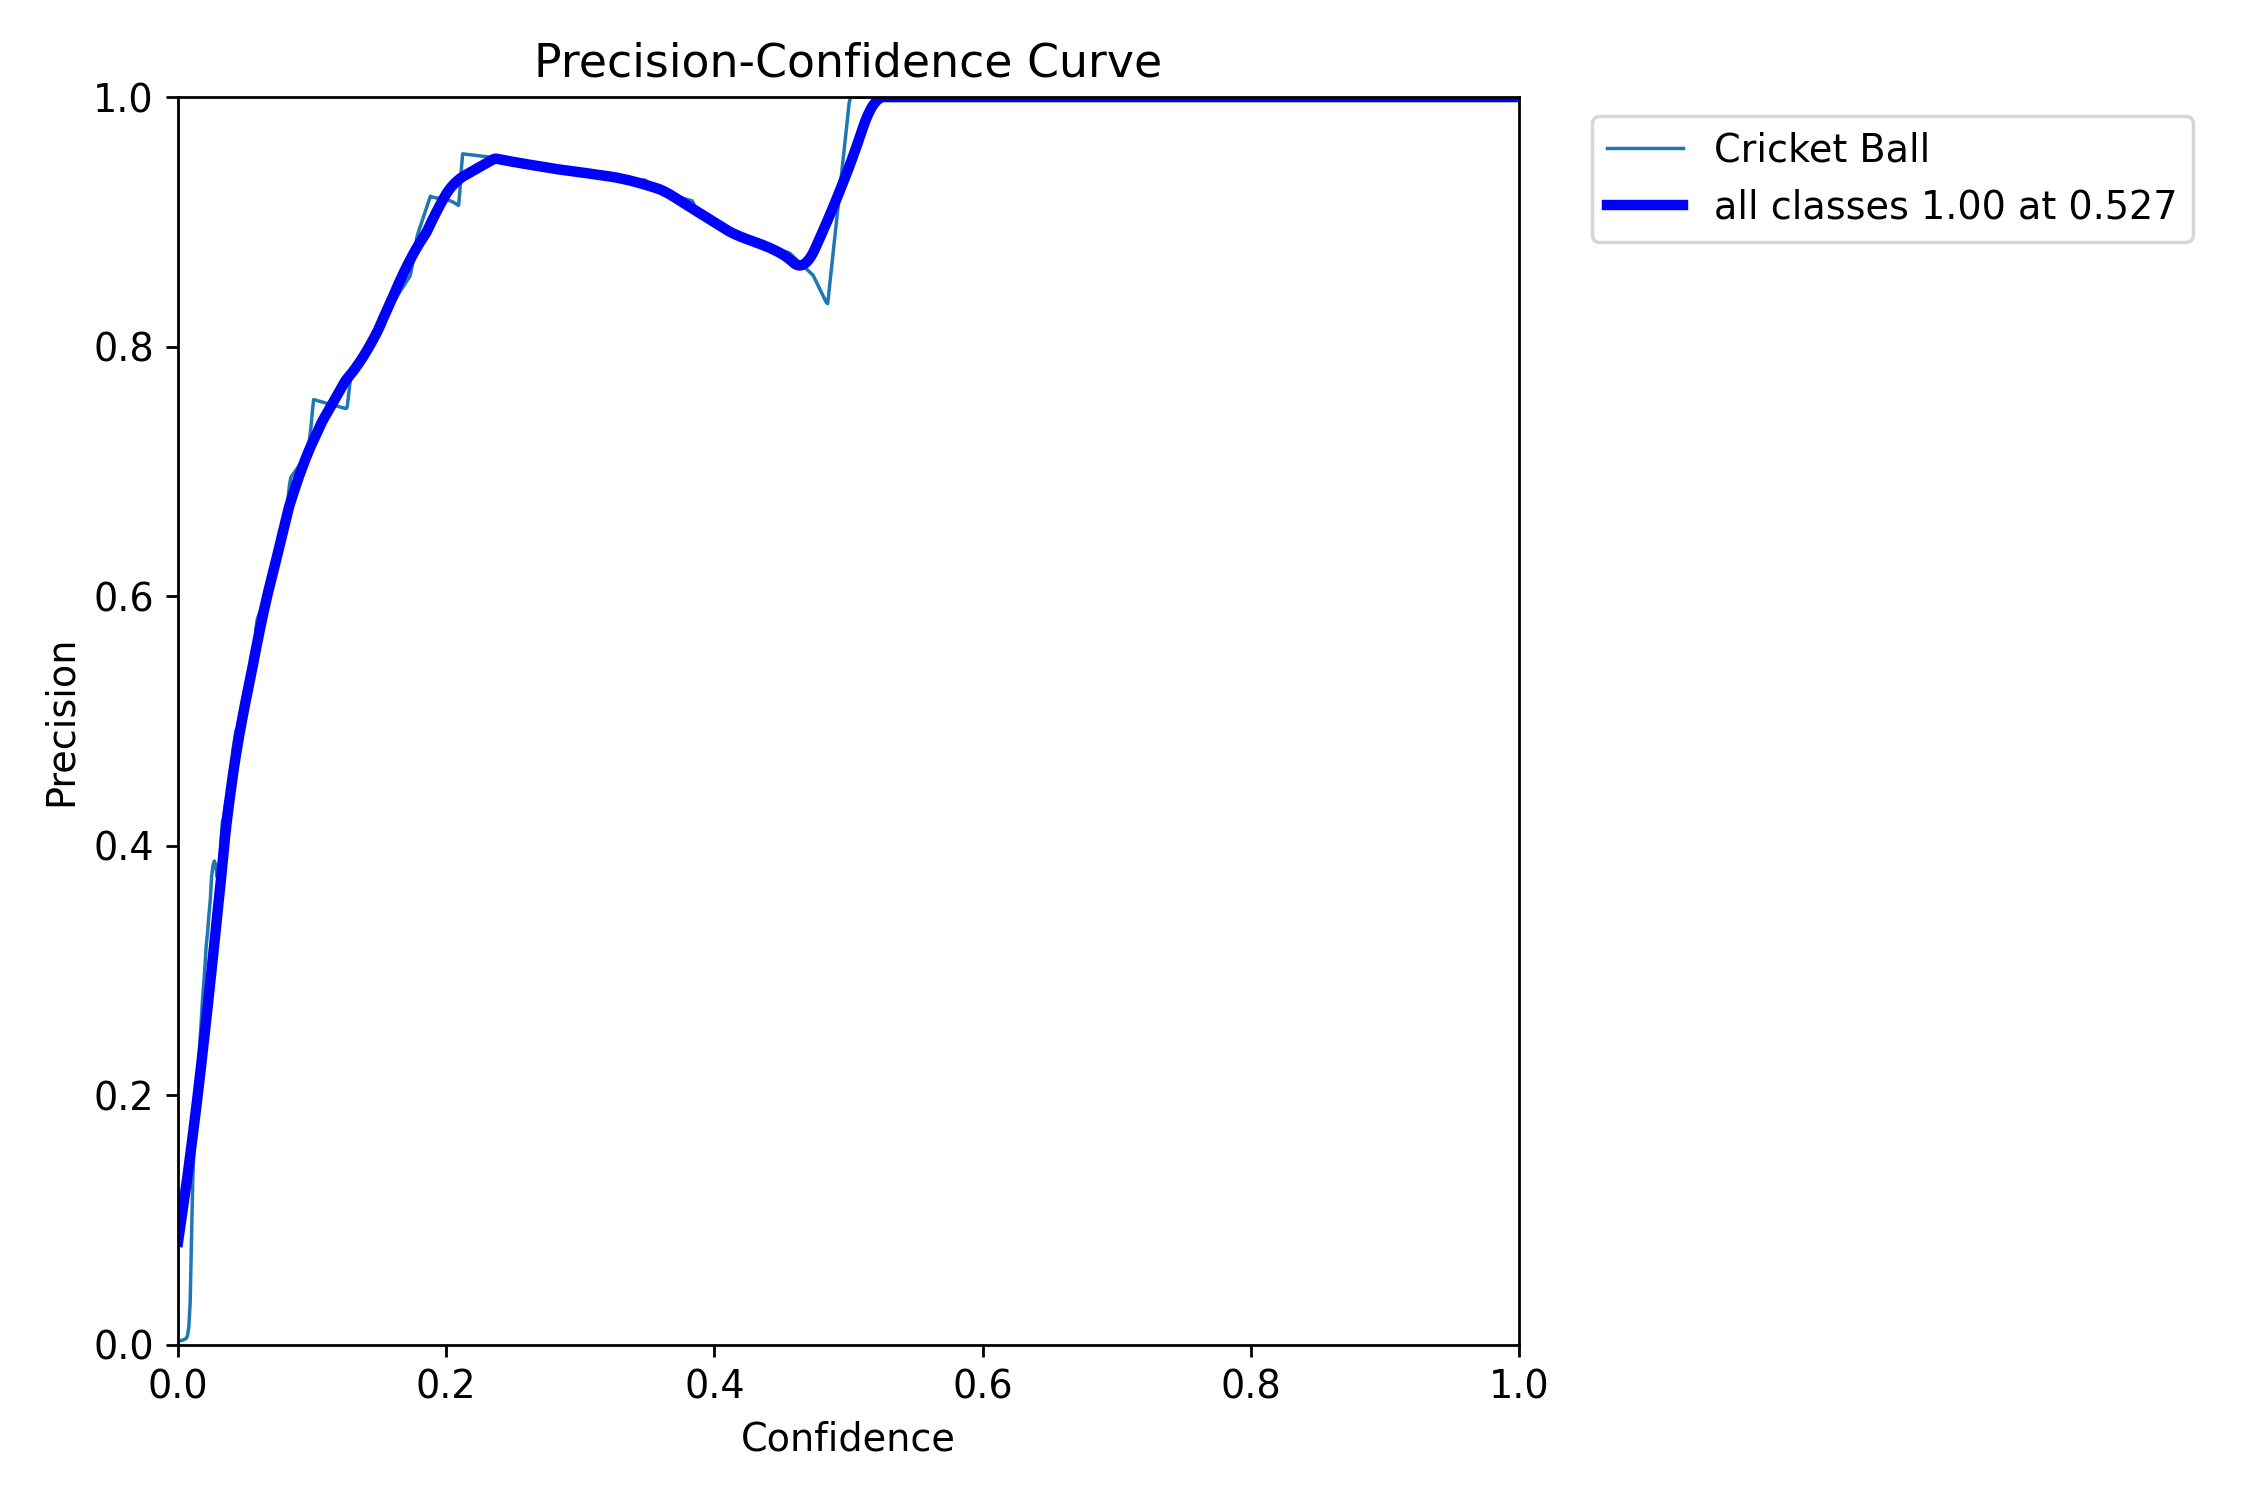 Precision-Confidence Curve
1.0
0.8
0.6
0.4
0.2
0.0
Precision
0.0 0.2 0.4 0.6 0.8 1.0
Confidence
Cricket Ball
all classes 1.00 at 0.527